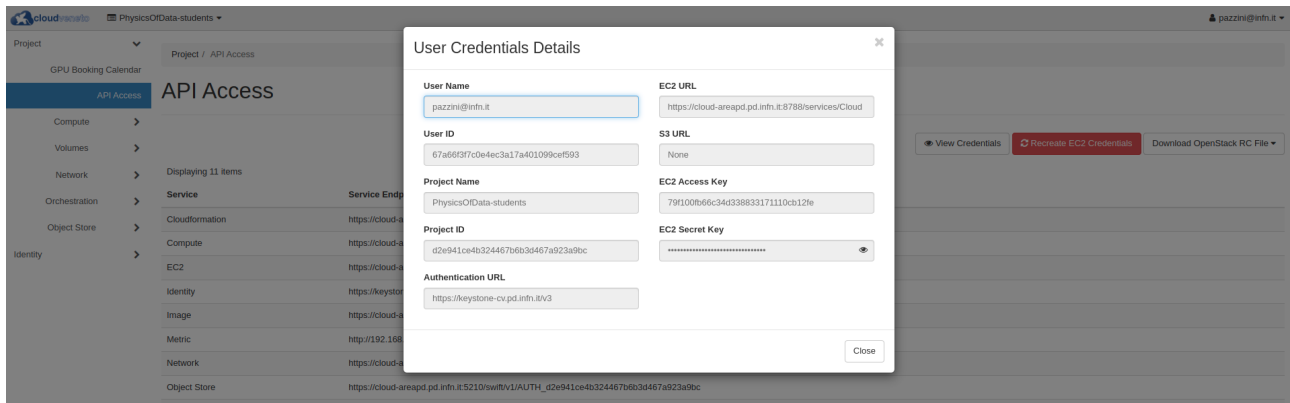 cloudveneto PhysicsOfData-students pazzini@infn.it
Project
GPU Booking Calendar
API Access
Compute
Volumes
Network
Orchestration
Object Store
Identity
Project / API Access
API Access
View Credentials Recreate EC2 Credentials Download OpenStack RC File
Displaying 11 items
Service Service Endp
Cloudformation https://cloud-a
Compute https://cloud-a
EC2 https://cloud-a
Identity https://keyston
Image https://cloud-a
Metric http://192.168
Network https://cloud-a
Object Store https://cloud-areapd.pd.infn.it:5210/swift/v1/AUTH_d2e941ce4b324467b6b3d467a923a9bc
User Credentials Details ×
User Name
pazzini@infn.it
User ID
67a66f3f7c0e4ec3a17a401099cef593
Project Name
PhysicsOfData-students
Project ID
d2e941ce4b324467b6b3d467a923a9bc
Authentication URL
https://keystone-cv.pd.infn.it/v3
EC2 URL
https://cloud-areapd.pd.infn.it:8788/services/Cloud
S3 URL
None
EC2 Access Key
79f100fb66c34d338833171110cb12fe
EC2 Secret Key
••••••••••••••••••••••••••••••••
Close